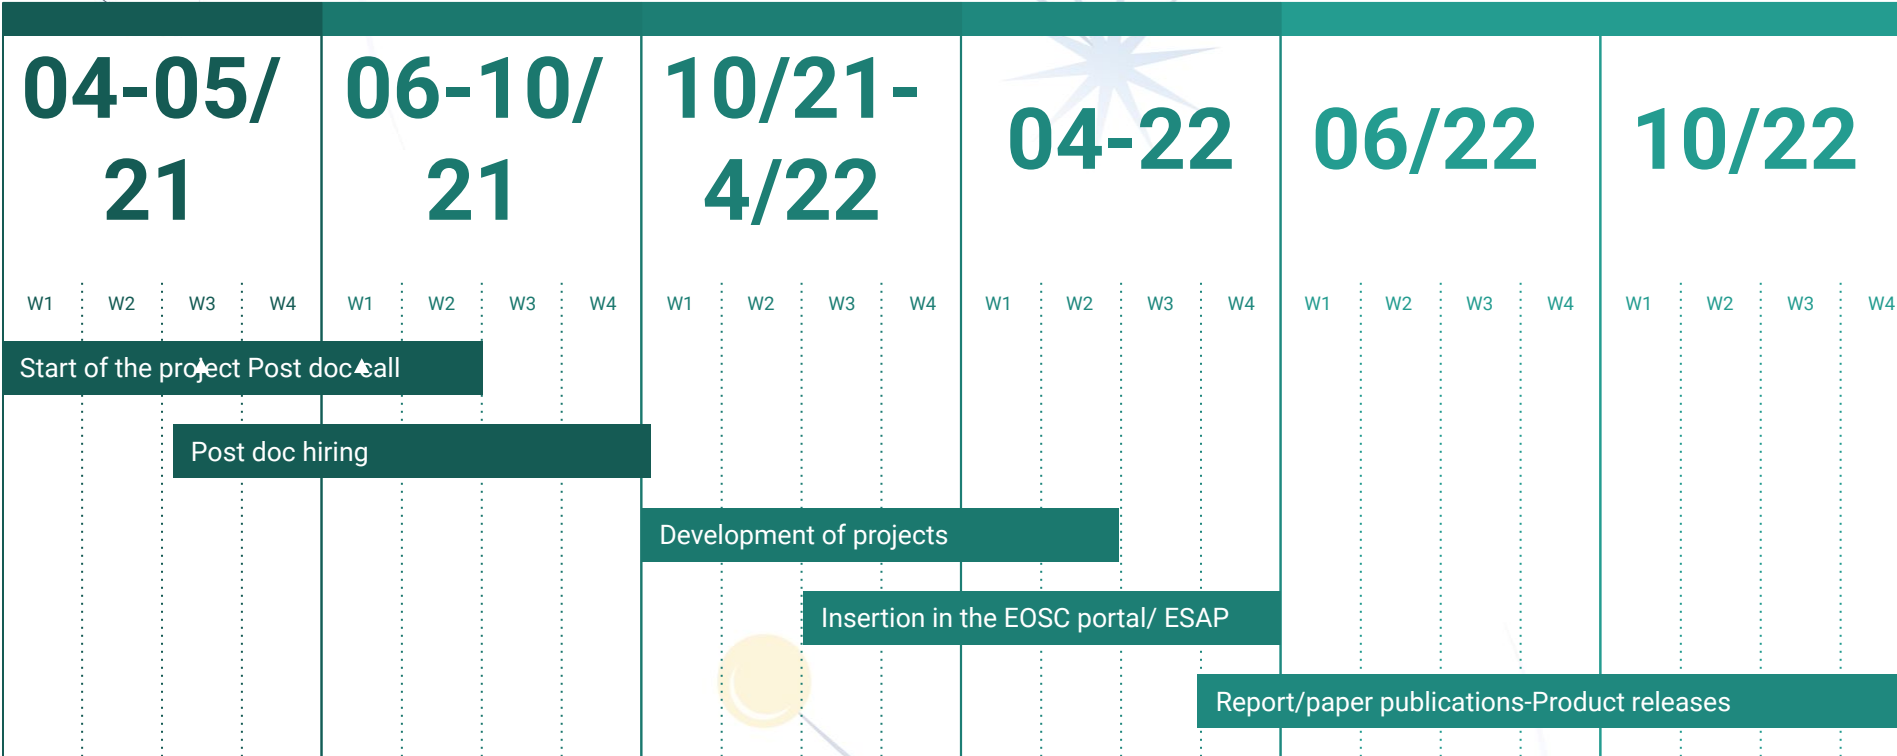 04-05/
21
06-10/
21
10/21-
4/22
04-22
06/22
10/22
W1 W2 W3 W4 W1 W2 W3 W4 W1 W2 W3 W4 W1 W2 W3 W4 W1 W2 W3 W4 W1 W2 W3 W4
Start of the project Post doc call
Post doc hiring
Development of projects
Insertion in the EOSC portal/ ESAP
Report/paper publications-Product releases